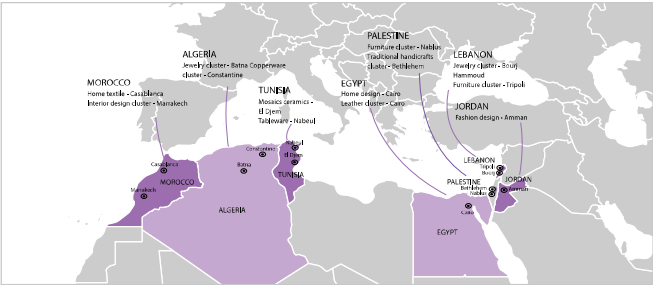 ALGERIA
Jewelry cluster - Batna Copperware
cluster - Constantine
MOROCCO
Home textile - Casablanca
Interior design cluster - Marrakech
TUNISIA
Mosaics ceramics -
El Djem
Tableware - Nabeul
EGYPT
Home design - Cairo
Leather cluster - Cairo
PALESTINE
Furniture cluster - Nablus
Traditional handicrafts
cluster - Bethlehem
LEBANON
Jewelry cluster - Bourj
Hammoud
Furniture cluster - Tripoli
JORDAN
Fashion design - Amman
Casablanca
Marrakech
MOROCCO
Constantine
Batna
ALGERIA
Nabeul
El Djem
TUNISIA
LEBANON
Tripoli
Bourj
PALESTINE
Bethlehem
Nablus
JORDAN
Amman
Cairo
EGYPT